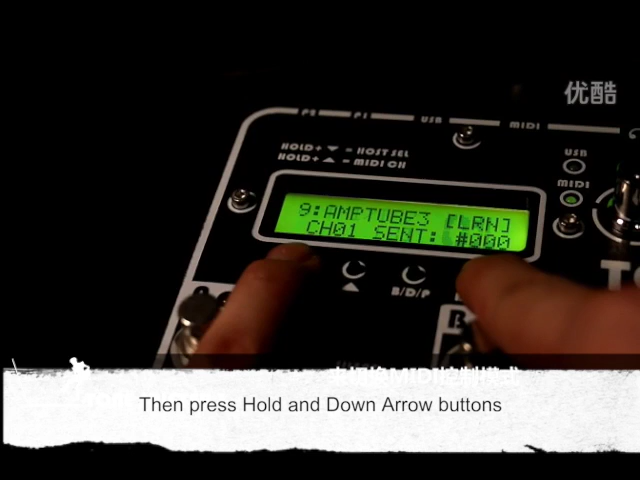 优酷
P2 P1 USB MIDI
HOLD+▼ = HOST SEL
HOLD+▲ = MIDI CH
USB
MIDI
9:AMPTUBE3 [LRN]
CH01 SENT: #000
▲ B/D/P
Then press Hold and Down Arrow buttons